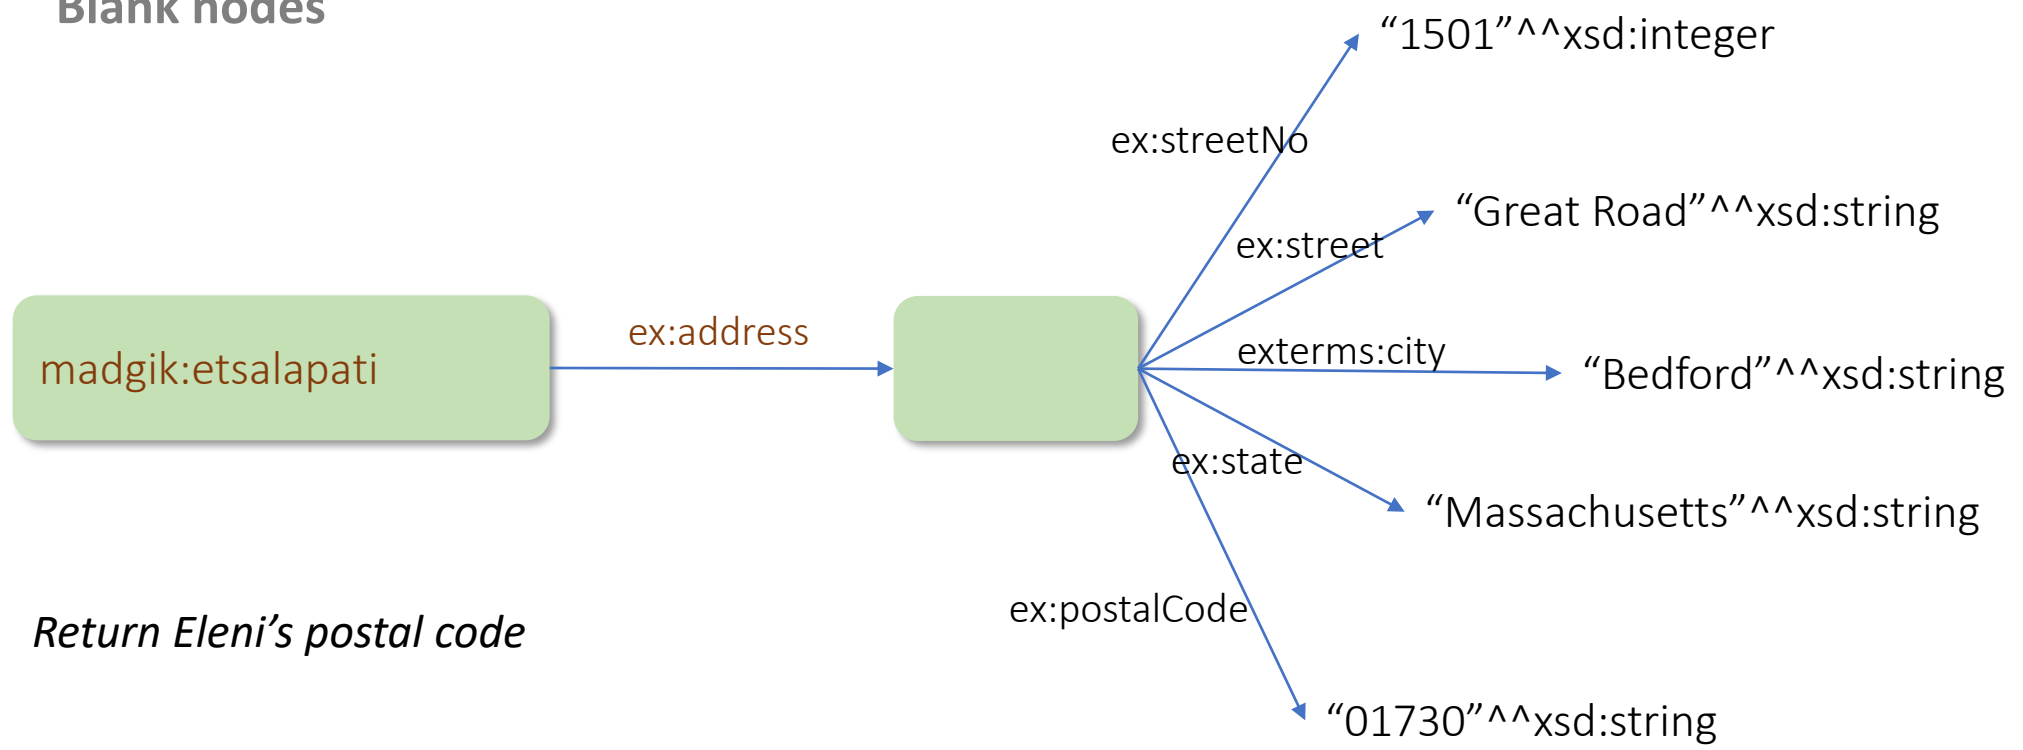 Blank nodes
“1501”^^xsd:integer
ex:streetNo
“Great Road”^^xsd:string
ex:street
madgik:etsalapati
ex:address
exterms:city
“Bedford”^^xsd:string
ex:state
“Massachusetts”^^xsd:string
ex:postalCode
Return Eleni’s postal code
“01730”^^xsd:string